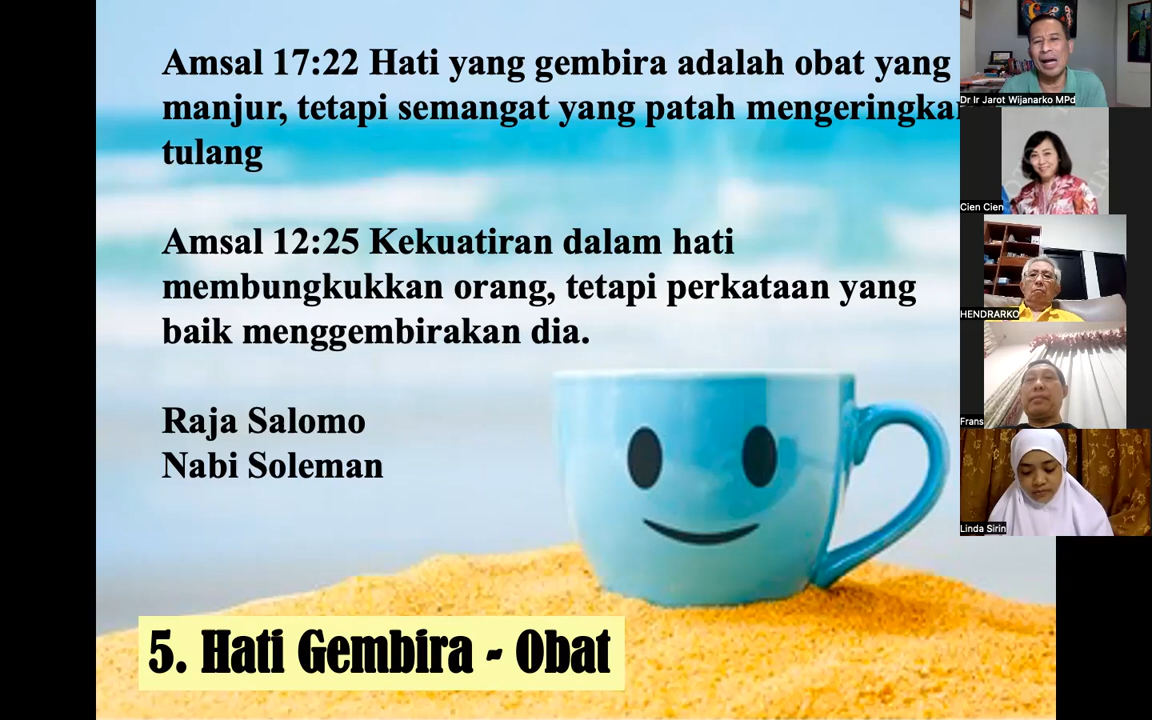 Amsal 17:22 Hati yang gembira adalah obat yang
manjur, tetapi semangat yang patah mengeringka
tulang
Amsal 12:25 Kekuatiran dalam hati
membungkukkan orang, tetapi perkataan yang
baik menggembirakan dia.
Raja Salomo
Nabi Soleman
5. Hati Gembira - Obat
Dr Ir Jarot Wijanarko MPd
Cien Cien
HENDRARKO
Frans
Linda Sirin